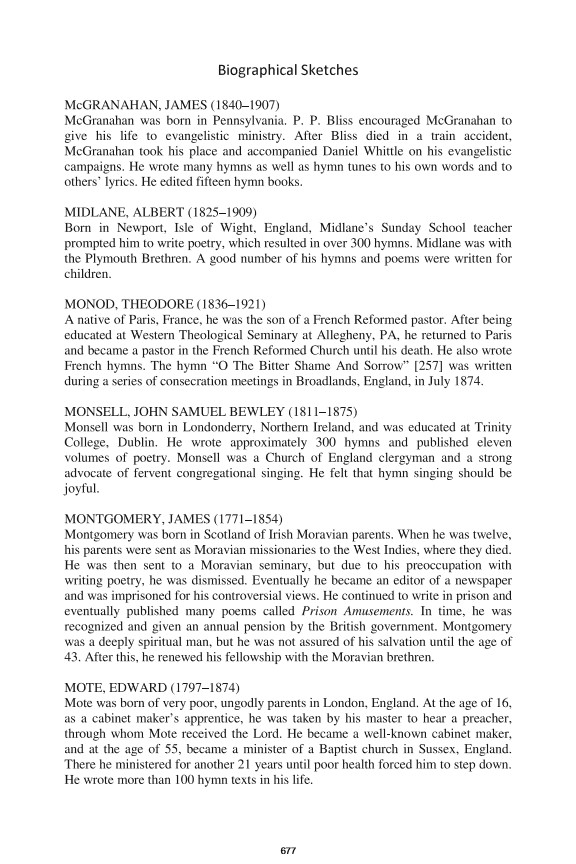 Biographical Sketches
McGRANAHAN, JAMES (1840–1907)
McGranahan was born in Pennsylvania. P. P. Bliss encouraged McGranahan to
give his life to evangelistic ministry. After Bliss died in a train accident,
McGranahan took his place and accompanied Daniel Whittle on his evangelistic
campaigns. He wrote many hymns as well as hymn tunes to his own words and to
others’ lyrics. He edited fifteen hymn books.
MIDLANE, ALBERT (1825–1909)
Born in Newport, Isle of Wight, England, Midlane’s Sunday School teacher
prompted him to write poetry, which resulted in over 300 hymns. Midlane was with
the Plymouth Brethren. A good number of his hymns and poems were written for
children.
MONOD, THEODORE (1836–1921)
A native of Paris, France, he was the son of a French Reformed pastor. After being
educated at Western Theological Seminary at Allegheny, PA, he returned to Paris
and became a pastor in the French Reformed Church until his death. He also wrote
French hymns. The hymn “O The Bitter Shame And Sorrow” [257] was written
during a series of consecration meetings in Broadlands, England, in July 1874.
MONSELL, JOHN SAMUEL BEWLEY (1811–1875)
Monsell was born in Londonderry, Northern Ireland, and was educated at Trinity
College, Dublin. He wrote approximately 300 hymns and published eleven
volumes of poetry. Monsell was a Church of England clergyman and a strong
advocate of fervent congregational singing. He felt that hymn singing should be
joyful.
MONTGOMERY, JAMES (1771–1854)
Montgomery was born in Scotland of Irish Moravian parents. When he was twelve,
his parents were sent as Moravian missionaries to the West Indies, where they died.
He was then sent to a Moravian seminary, but due to his preoccupation with
writing poetry, he was dismissed. Eventually he became an editor of a newspaper
and was imprisoned for his controversial views. He continued to write in prison and
eventually published many poems called Prison Amusements. In time, he was
recognized and given an annual pension by the British government. Montgomery
was a deeply spiritual man, but he was not assured of his salvation until the age of
43. After this, he renewed his fellowship with the Moravian brethren.
MOTE, EDWARD (1797–1874)
Mote was born of very poor, ungodly parents in London, England. At the age of 16,
as a cabinet maker’s apprentice, he was taken by his master to hear a preacher,
through whom Mote received the Lord. He became a well-known cabinet maker,
and at the age of 55, became a minister of a Baptist church in Sussex, England.
There he ministered for another 21 years until poor health forced him to step down.
He wrote more than 100 hymn texts in his life.
677